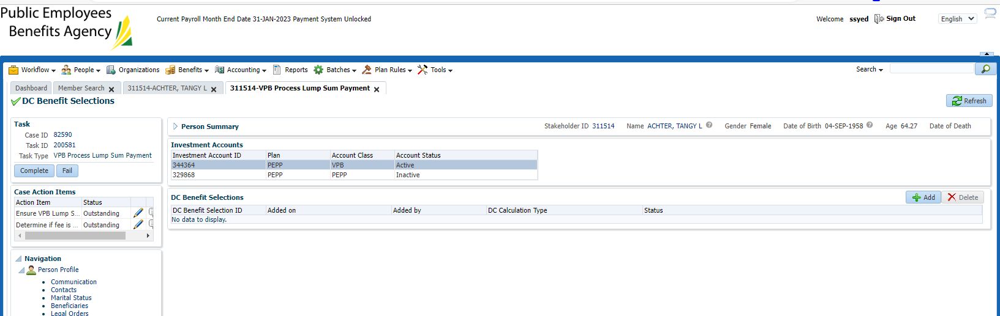 Public Employees
Benefits Agency
Current Payroll Month End Date 31-JAN-2023 Payment System Unlocked
Welcome ssyed Sign Out English
Workflow People Organizations Benefits Accounting Reports Batches Plan Rules Tools Search
Dashboard Member Search 311514-ACHTER, TANGY L 311514-VPB Process Lump Sum Payment
DC Benefit Selections
Refresh
Task
Case ID 82590
Task ID 200581
Task Type VPB Process Lump Sum Payment
Complete Fail
Case Action Items
Action Item Status
Ensure VPB Lump S... Outstanding
Determine if fee is ... Outstanding
Navigation
Person Profile
Communication
Contacts
Marital Status
Beneficiaries
Legal Orders
Person Summary Stakeholder ID 311514 Name ACHTER, TANGY L Gender Female Date of Birth 04-SEP-1958 Age 64.27 Date of Death
Investment Accounts
Investment Account ID Plan Account Class Account Status
344364 PEPP VPB Active
329868 PEPP PEPP Inactive
DC Benefit Selections
Add Delete
DC Benefit Selection ID Added on Added by DC Calculation Type Status
No data to display.